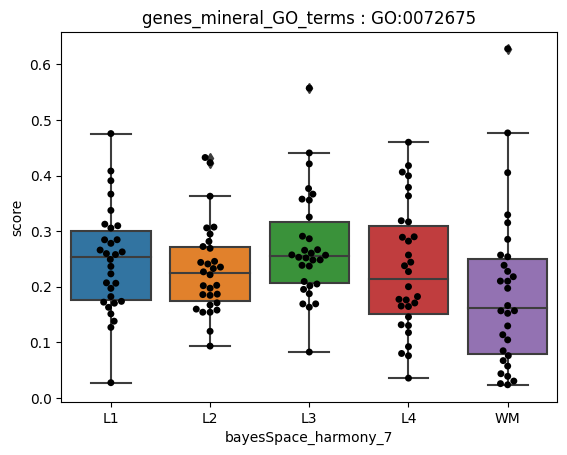 genes_mineral_GO_terms : GO:0072675
score
0.6
0.5
0.4
0.3
0.2
0.1
0.0
L1 L2 L3 L4 WM
bayesSpace_harmony_7